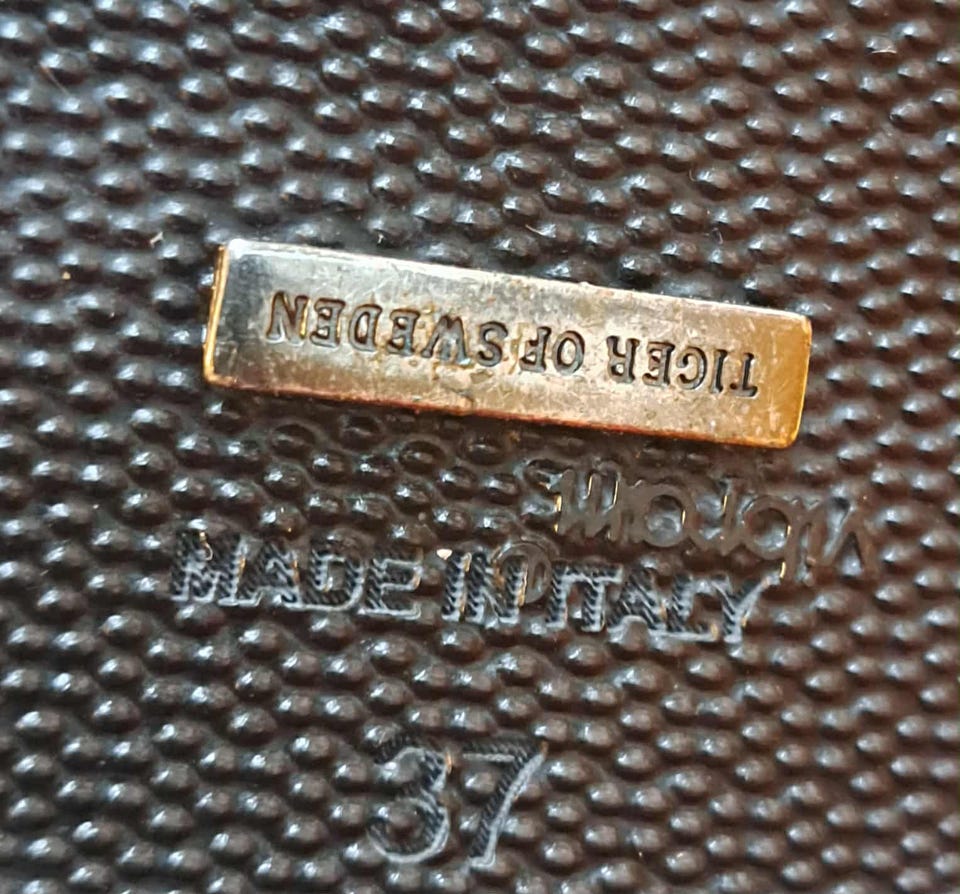 TIGER OF SWEDEN
vibram®
MADE IN ITALY
37